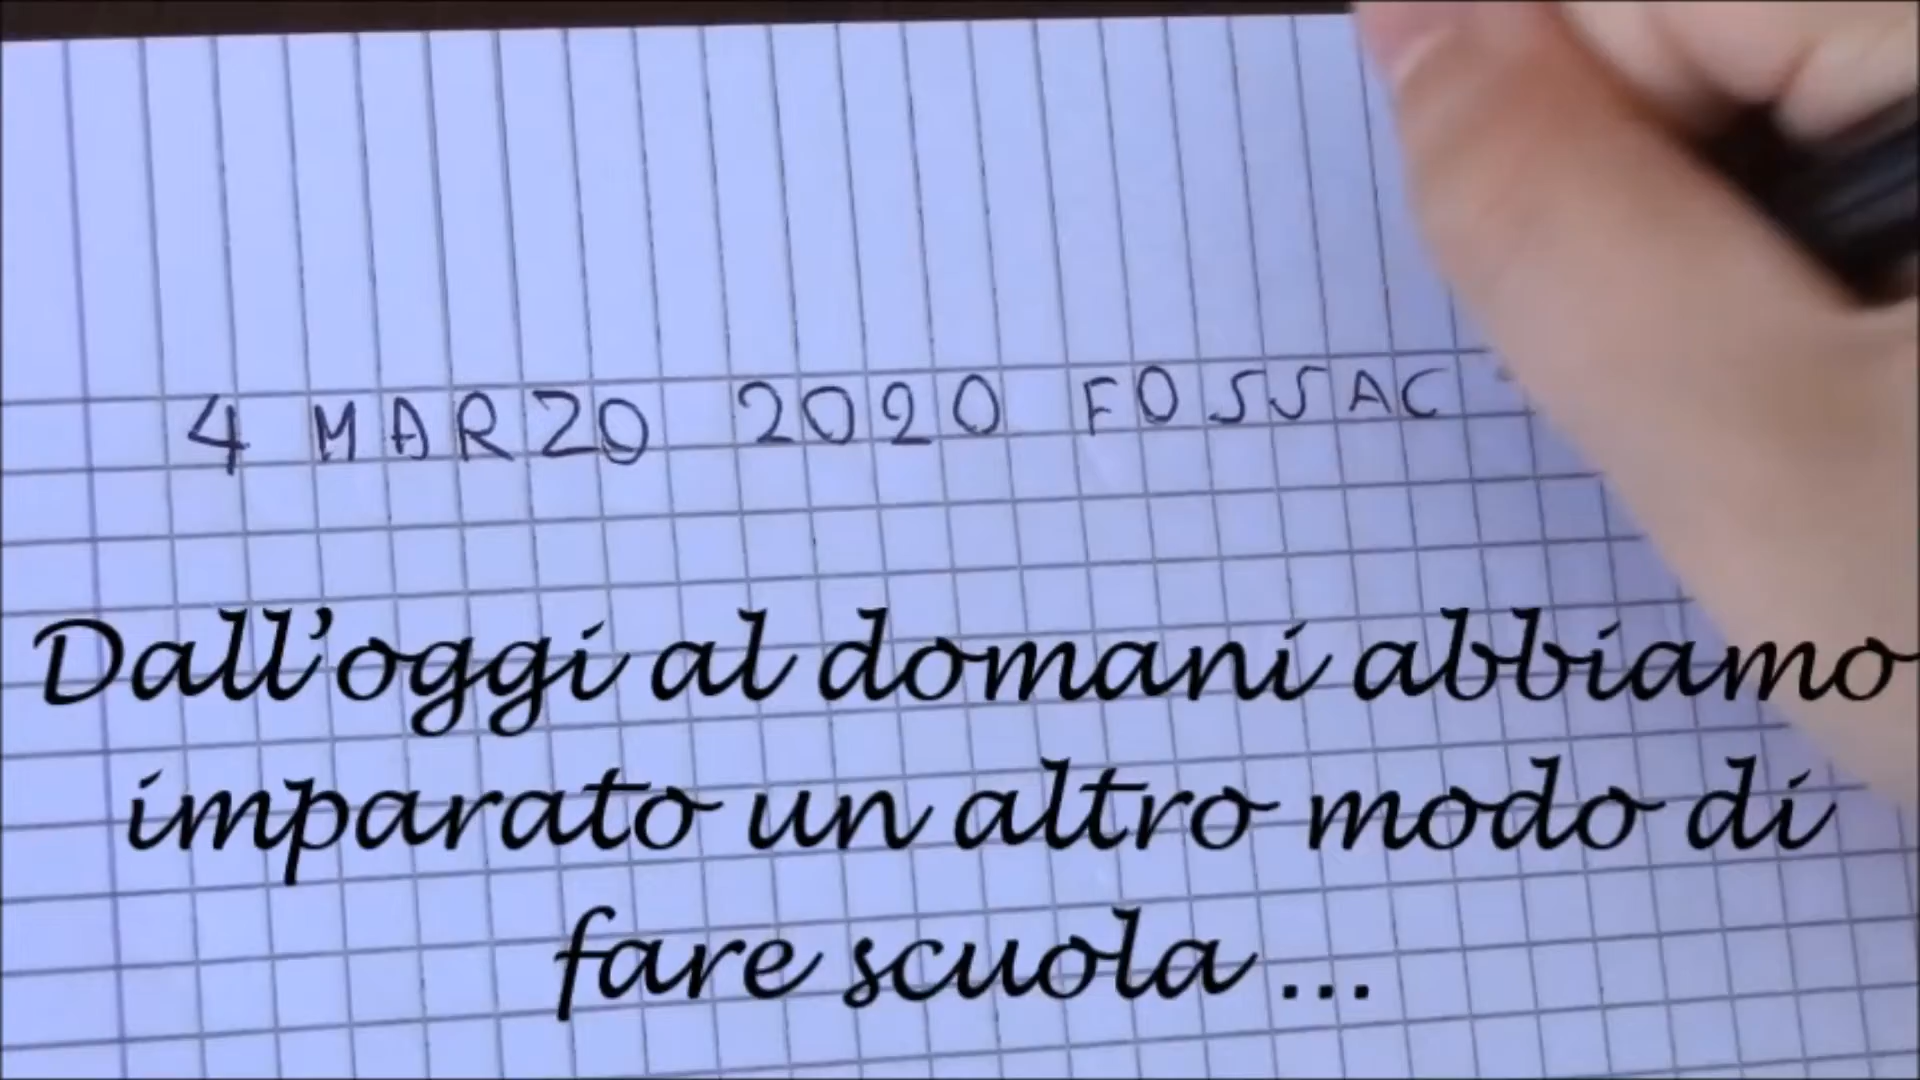 4 MARZO 2020 FOSSAC
Dall'oggi al domani abbiamo
imparato un altro modo di
fare scuola ...